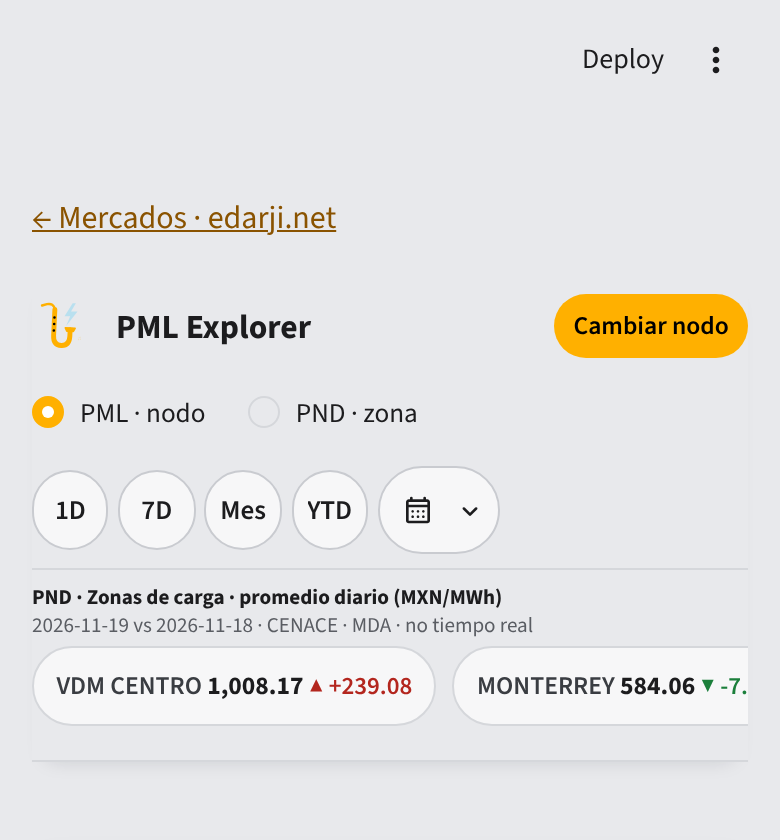 Deploy
← Mercados · edarji.net
PML Explorer
Cambiar nodo
PML · nodo
PND · zona
1D
7D
Mes
YTD
PND · Zonas de carga · promedio diario (MXN/MWh)
2026-11-19 vs 2026-11-18 · CENACE · MDA · no tiempo real
VDM CENTRO 1,008.17 ▲ +239.08
MONTERREY 584.06 ▼ -7.